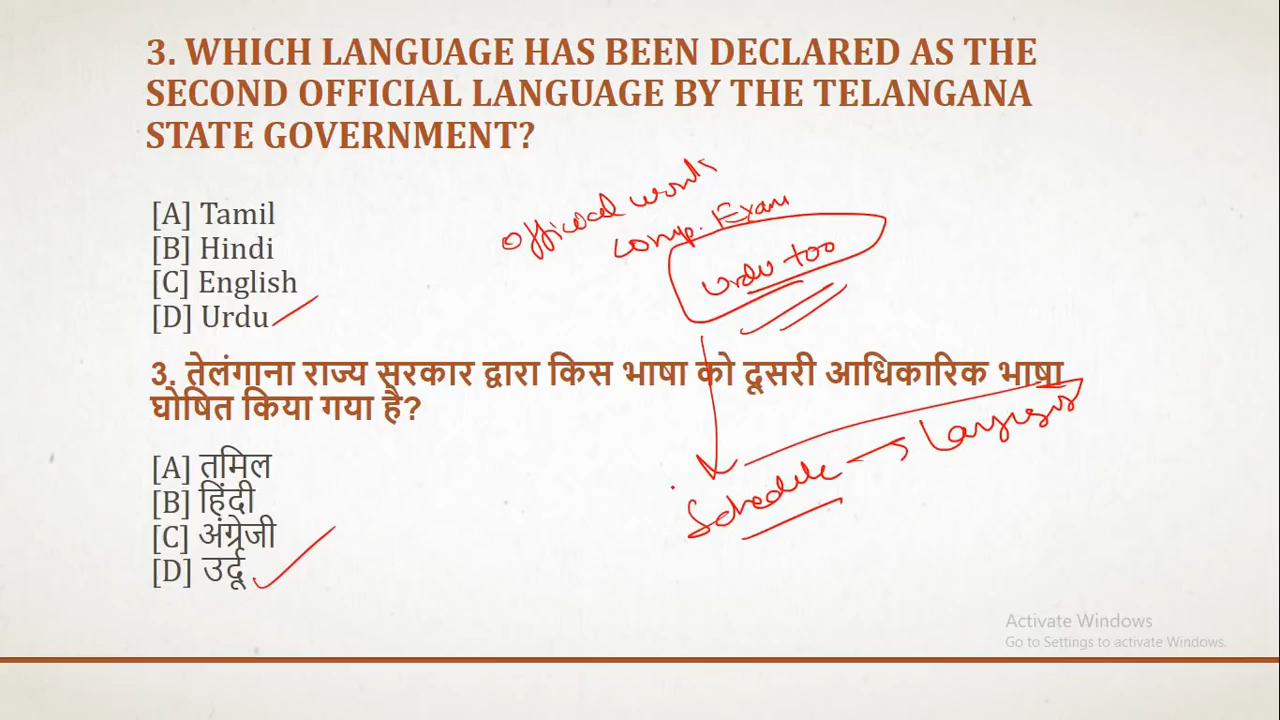 3. WHICH LANGUAGE HAS BEEN DECLARED AS THE
SECOND OFFICIAL LANGUAGE BY THE TELANGANA
STATE GOVERNMENT?
[A] Tamil
[B] Hindi
[C] English
[D] Urdu
official work
comp. Exam
Urdu too
3. तेलंगाना राज्य सरकार द्वारा किस भाषा को दूसरी आधिकारिक भाषा
घोषित किया गया है?
[A] तमिल
[B] हिंदी
[C] अंग्रेजी
[D] उर्दू
Schedule
Activate Windows
Go to Settings to activate Windows.